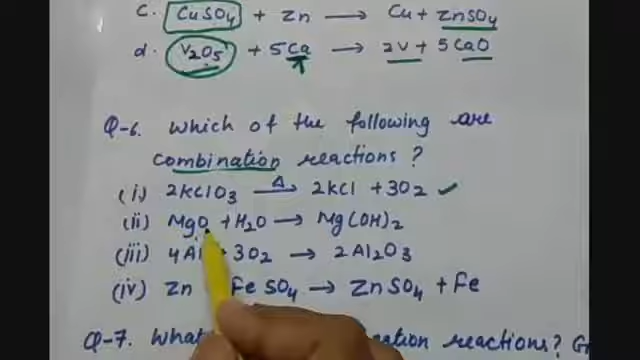 c. CuSO₄ + Zn ⟶ Cu + ZnSO₄
d. V₂O₅ + 5Ca ⟶ 2V + 5CaO
Q-6. Which of the following are
combination reactions ?
(i) 2KClO₃ —Δ→ 2KCl + 3O₂ ✓
(ii) MgO + H₂O ⟶ Mg(OH)₂
(iii) 4Al + 3O₂ → 2Al₂O₃
(iv) Zn FeSO₄ → ZnSO₄ + Fe
Q-7. reactions ?